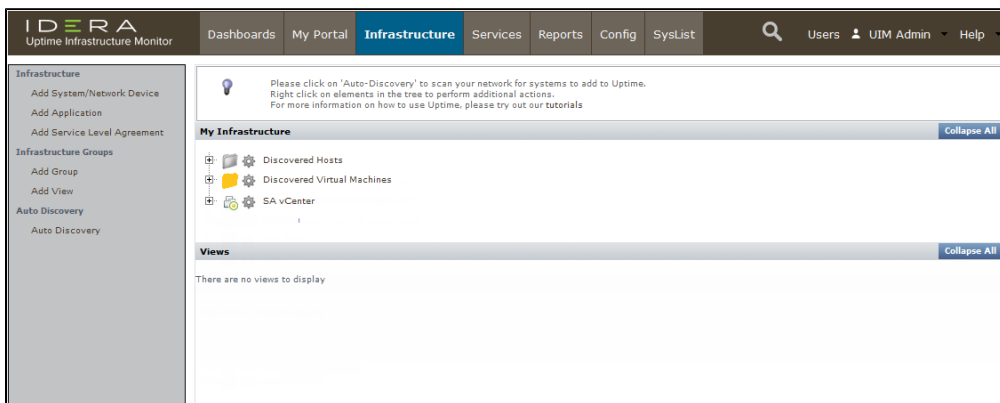 IDERA
Uptime Infrastructure Monitor
Dashboards My Portal Infrastructure Services Reports Config SysList Users UIM Admin Help
Infrastructure
Add System/Network Device
Add Application
Add Service Level Agreement
Infrastructure Groups
Add Group
Add View
Auto Discovery
Auto Discovery
Please click on 'Auto-Discovery' to scan your network for systems to add to Uptime.
Right click on elements in the tree to perform additional actions.
For more information on how to use Uptime, please try out our tutorials
My Infrastructure Collapse All
Discovered Hosts
Discovered Virtual Machines
SA vCenter
Views Collapse All
There are no views to display